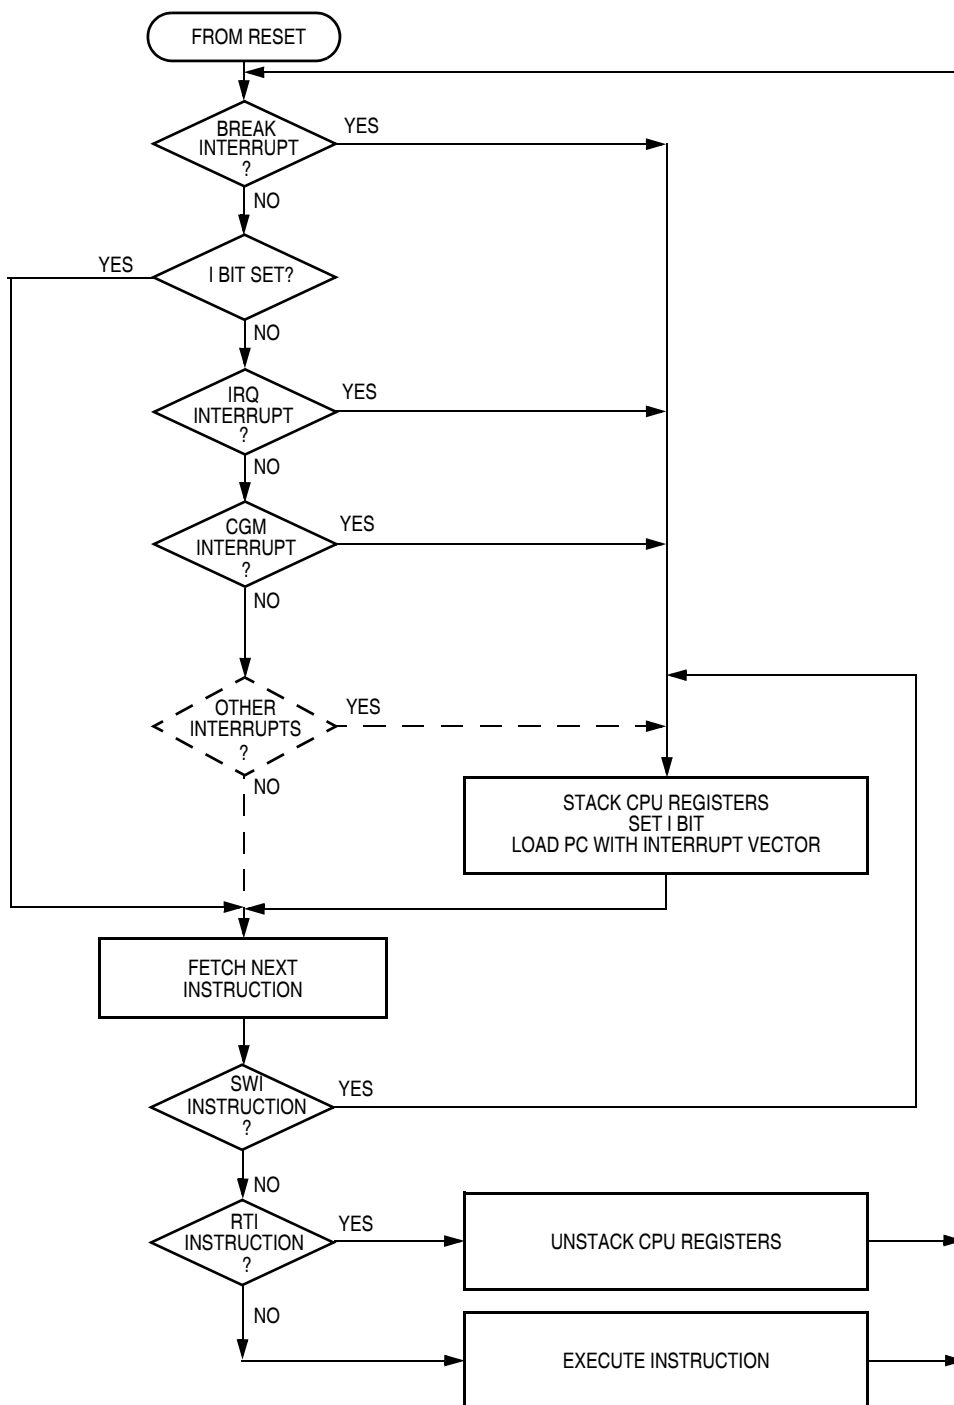 FROM RESET
BREAK
INTERRUPT
?
YES
NO
I BIT SET?
YES
NO
IRQ
INTERRUPT
?
YES
NO
CGM
INTERRUPT
?
YES
NO
OTHER
INTERRUPTS
?
YES
NO
STACK CPU REGISTERS
SET I BIT
LOAD PC WITH INTERRUPT VECTOR
FETCH NEXT
INSTRUCTION
SWI
INSTRUCTION
?
YES
NO
RTI
INSTRUCTION
?
YES
UNSTACK CPU REGISTERS
NO
EXECUTE INSTRUCTION